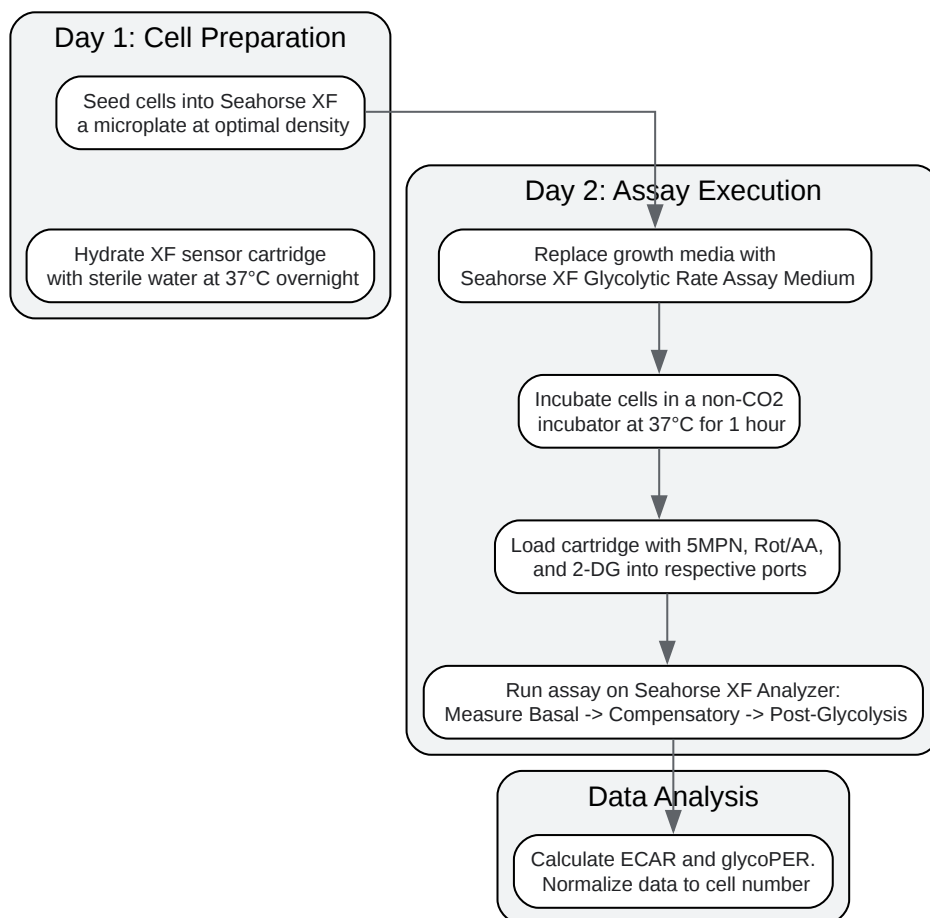 Day 1: Cell Preparation
Seed cells into Seahorse XF
a microplate at optimal density
Hydrate XF sensor cartridge
with sterile water at 37°C overnight
Day 2: Assay Execution
Replace growth media with
Seahorse XF Glycolytic Rate Assay Medium
Incubate cells in a non-CO2
incubator at 37°C for 1 hour
Load cartridge with 5MPN, Rot/AA,
and 2-DG into respective ports
Run assay on Seahorse XF Analyzer:
Measure Basal -> Compensatory -> Post-Glycolysis
Data Analysis
Calculate ECAR and glycoPER.
Normalize data to cell number